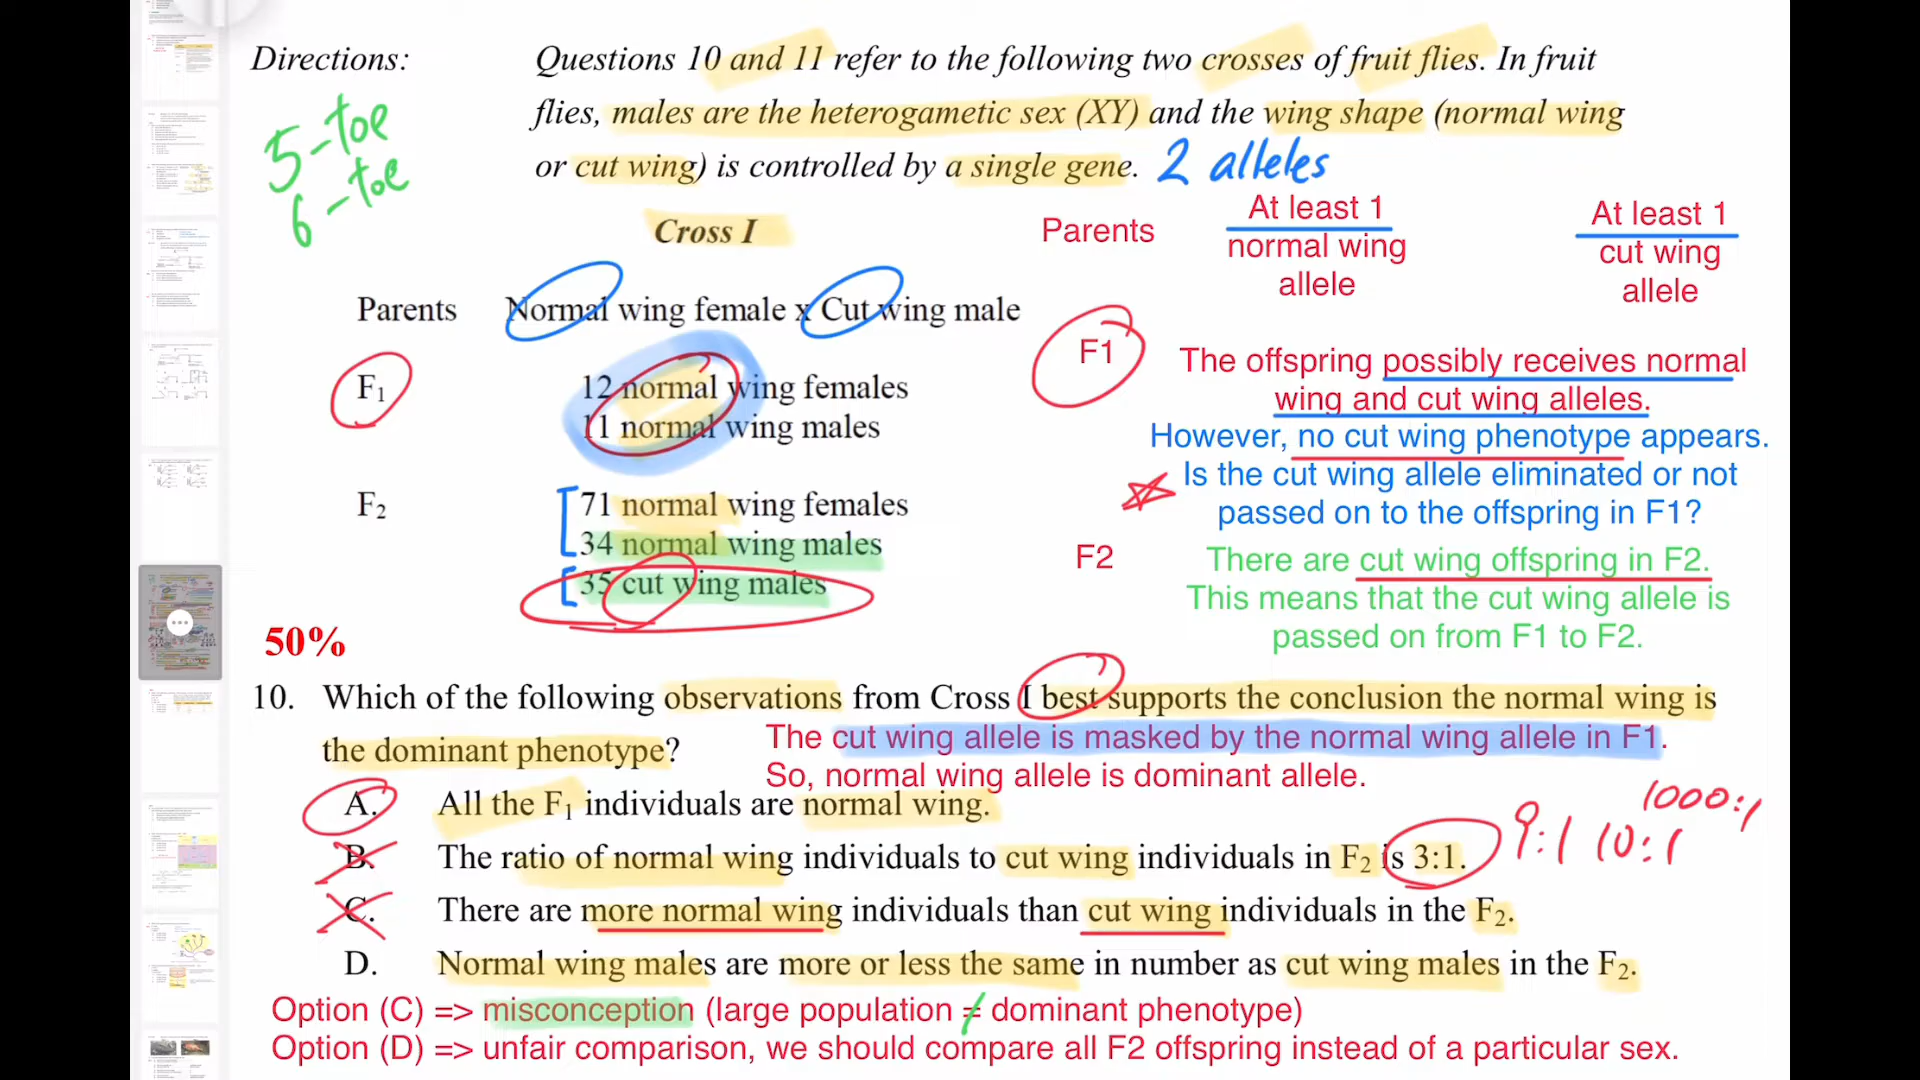 Directions:
Questions 10 and 11 refer to the following two crosses of fruit flies. In fruit
flies, males are the heterogametic sex (XY) and the wing shape (normal wing
or cut wing) is controlled by a single gene. 2 alleles
5-toe
6-toe
Cross I
Parents
At least 1
normal wing
allele
At least 1
cut wing
allele
Parents Normal wing female x Cut wing male
F1
12 normal wing females
11 normal wing males
F2
71 normal wing females
34 normal wing males
35 cut wing males
F1
The offspring possibly receives normal
wing and cut wing alleles.
However, no cut wing phenotype appears.
Is the cut wing allele eliminated or not
passed on to the offspring in F1?
F2
There are cut wing offspring in F2.
This means that the cut wing allele is
passed on from F1 to F2.
50%
10. Which of the following observations from Cross I best supports the conclusion the normal wing is
the dominant phenotype?
The cut wing allele is masked by the normal wing allele in F1.
So, normal wing allele is dominant allele.
A. All the F1 individuals are normal wing.
B. The ratio of normal wing individuals to cut wing individuals in F2 is 3:1.
9:1 10:1 1000:1
C. There are more normal wing individuals than cut wing individuals in the F2.
D. Normal wing males are more or less the same in number as cut wing males in the F2.
Option (C) => misconception (large population ≠ dominant phenotype)
Option (D) => unfair comparison, we should compare all F2 offspring instead of a particular sex.